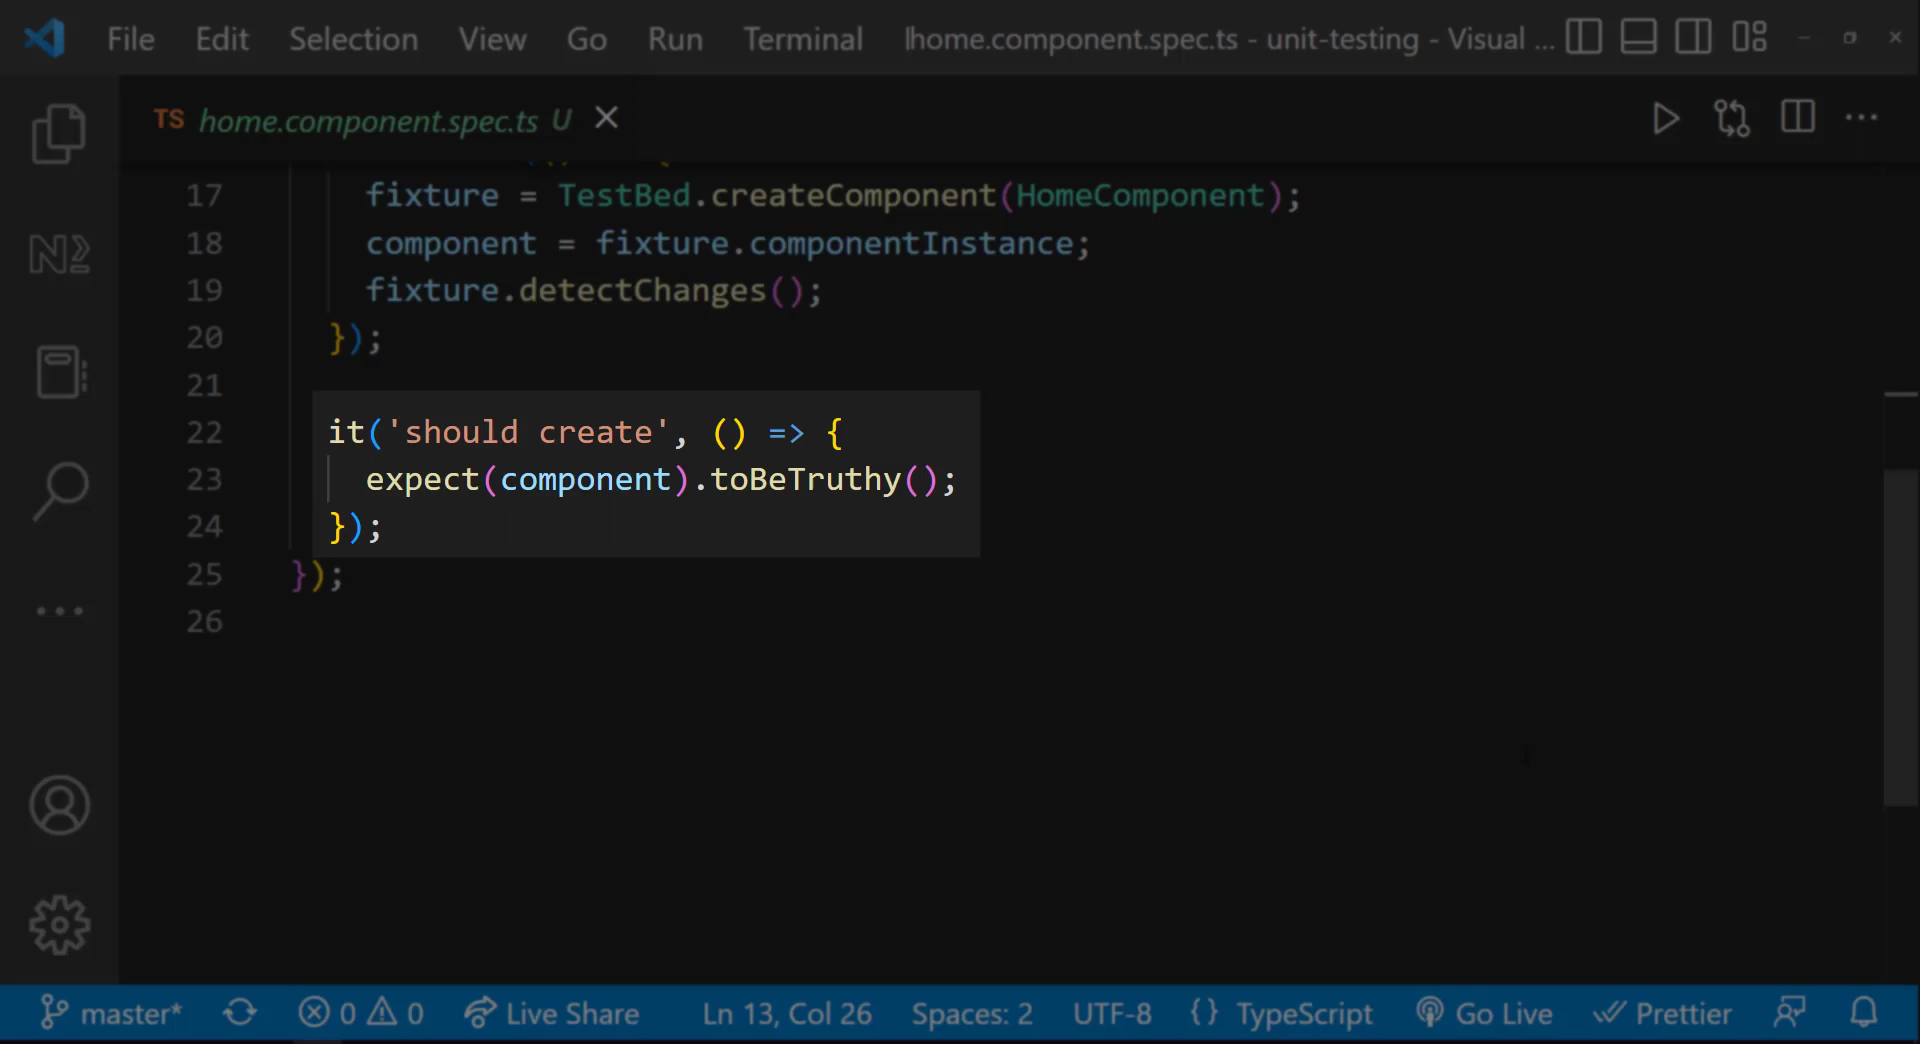 File Edit Selection View Go Run Terminal home.component.spec.ts - unit-testing - Visual ...
TS home.component.spec.ts U
17 fixture = TestBed.createComponent(HomeComponent);
18 component = fixture.componentInstance;
19 fixture.detectChanges();
20 });
21
22 it('should create', () => {
23 expect(component).toBeTruthy();
24 });
25 });
26
master* 0 0 Live Share Ln 13, Col 26 Spaces: 2 UTF-8 {} TypeScript Go Live Prettier